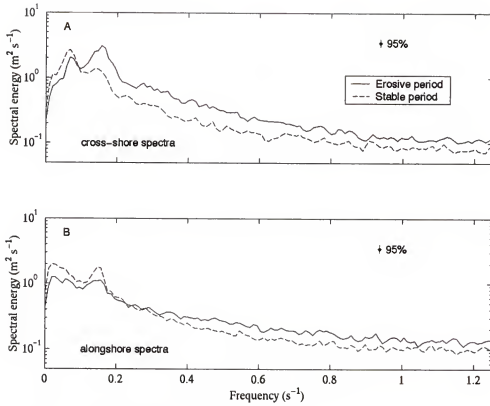 10¹
10⁰
10⁻¹
Spectral energy (m² s⁻¹)
A
95%
Erosive period
Stable period
cross-shore spectra
10¹
10⁰
10⁻¹
Spectral energy (m² s⁻¹)
B
95%
alongshore spectra
0 0.2 0.4 0.6 0.8 1 1.2
Frequency (s⁻¹)